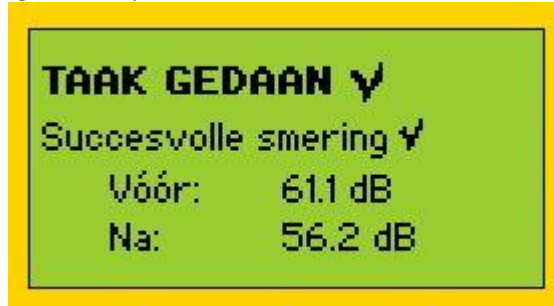 TAAK GEDAAN √
Succesvolle smering √
Vóór: 61.1 dB
Na: 56.2 dB